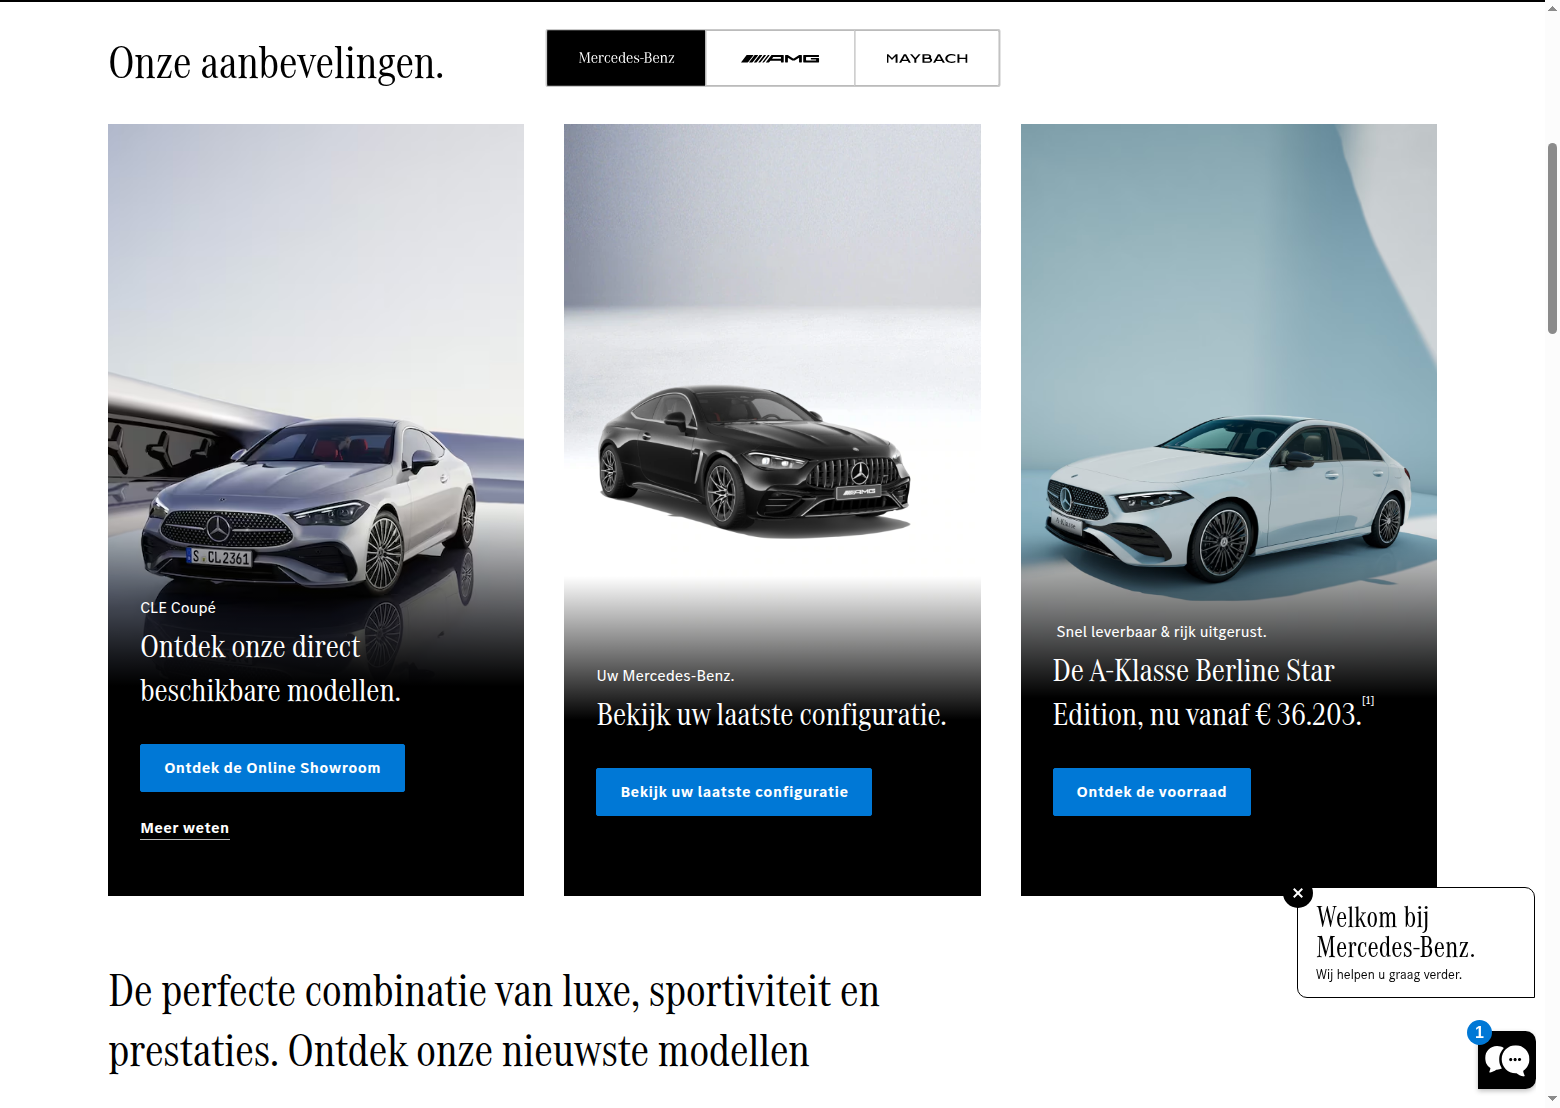 Onze aanbevelingen.
Mercedes-Benz
AMG
MAYBACH
S CL2361
CLE Coupé
Ontdek onze direct
beschikbare modellen.
Ontdek de Online Showroom
Meer weten
AMG
Uw Mercedes-Benz.
Bekijk uw laatste configuratie.
Bekijk uw laatste configuratie
A-Klasse
Snel leverbaar & rijk uitgerust.
De A-Klasse Berline Star
Edition, nu vanaf € 36.203.[1]
Ontdek de voorraad
Welkom bij
Mercedes-Benz.
Wij helpen u graag verder.
1
De perfecte combinatie van luxe, sportiviteit en
prestaties. Ontdek onze nieuwste modellen